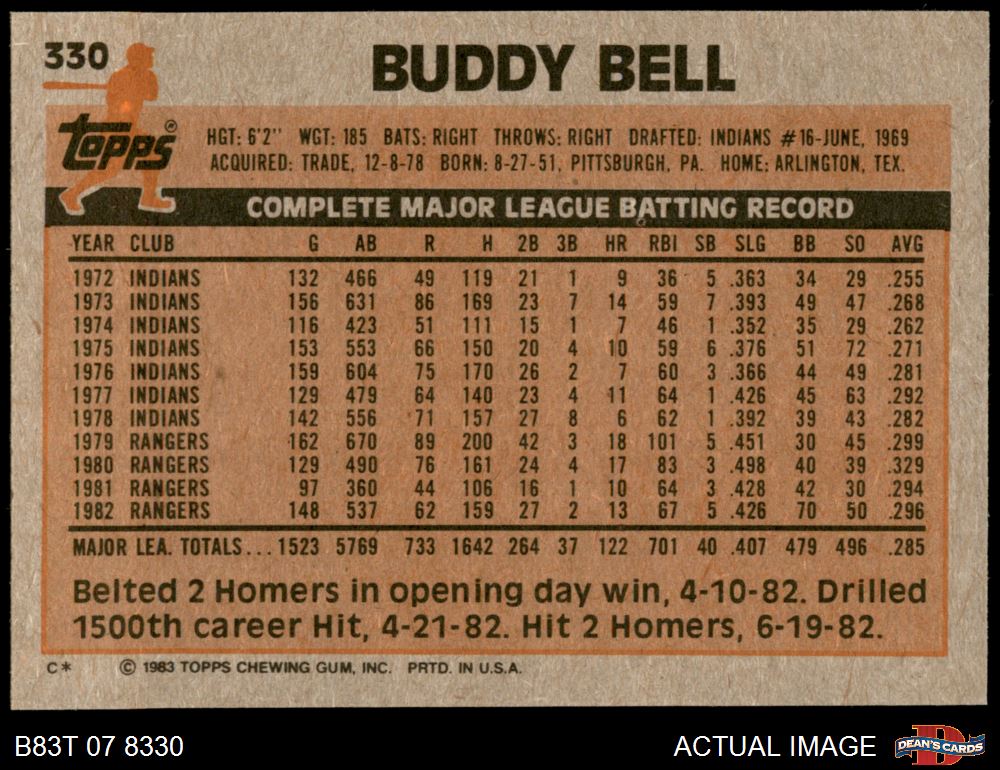 330
BUDDY BELL
Topps®
HGT: 6'2" WGT: 185 BATS: RIGHT THROWS: RIGHT DRAFTED: INDIANS #16-JUNE, 1969
ACQUIRED: TRADE, 12-8-78 BORN: 8-27-51, PITTSBURGH, PA. HOME: ARLINGTON, TEX.
COMPLETE MAJOR LEAGUE BATTING RECORD
YEAR CLUB G AB R H 2B 3B HR RBI SB SLG BB SO AVG
1972 INDIANS 132 466 49 119 21 1 9 36 5 .363 34 29 .255
1973 INDIANS 156 631 86 169 23 7 14 59 7 .393 49 47 .268
1974 INDIANS 116 423 51 111 15 1 7 46 1 .352 35 29 .262
1975 INDIANS 153 553 66 150 20 4 10 59 6 .376 51 72 .271
1976 INDIANS 159 604 75 170 26 2 7 60 3 .366 44 49 .281
1977 INDIANS 129 479 64 140 23 4 11 64 1 .426 45 63 .292
1978 INDIANS 142 556 71 157 27 8 6 62 1 .392 39 43 .282
1979 RANGERS 162 670 89 200 42 3 18 101 5 .451 30 45 .299
1980 RANGERS 129 490 76 161 24 4 17 83 3 .498 40 39 .329
1981 RANGERS 97 360 44 106 16 1 10 64 3 .428 42 30 .294
1982 RANGERS 148 537 62 159 27 2 13 67 5 .426 70 50 .296
MAJOR LEA. TOTALS... 1523 5769 733 1642 264 37 122 701 40 .407 479 496 .285
Belted 2 Homers in opening day win, 4-10-82. Drilled
1500th career Hit, 4-21-82. Hit 2 Homers, 6-19-82.
C* © 1983 TOPPS CHEWING GUM, INC. PRTD. IN U.S.A.
B83T 07 8330 ACTUAL IMAGE D DEAN'S CARDS